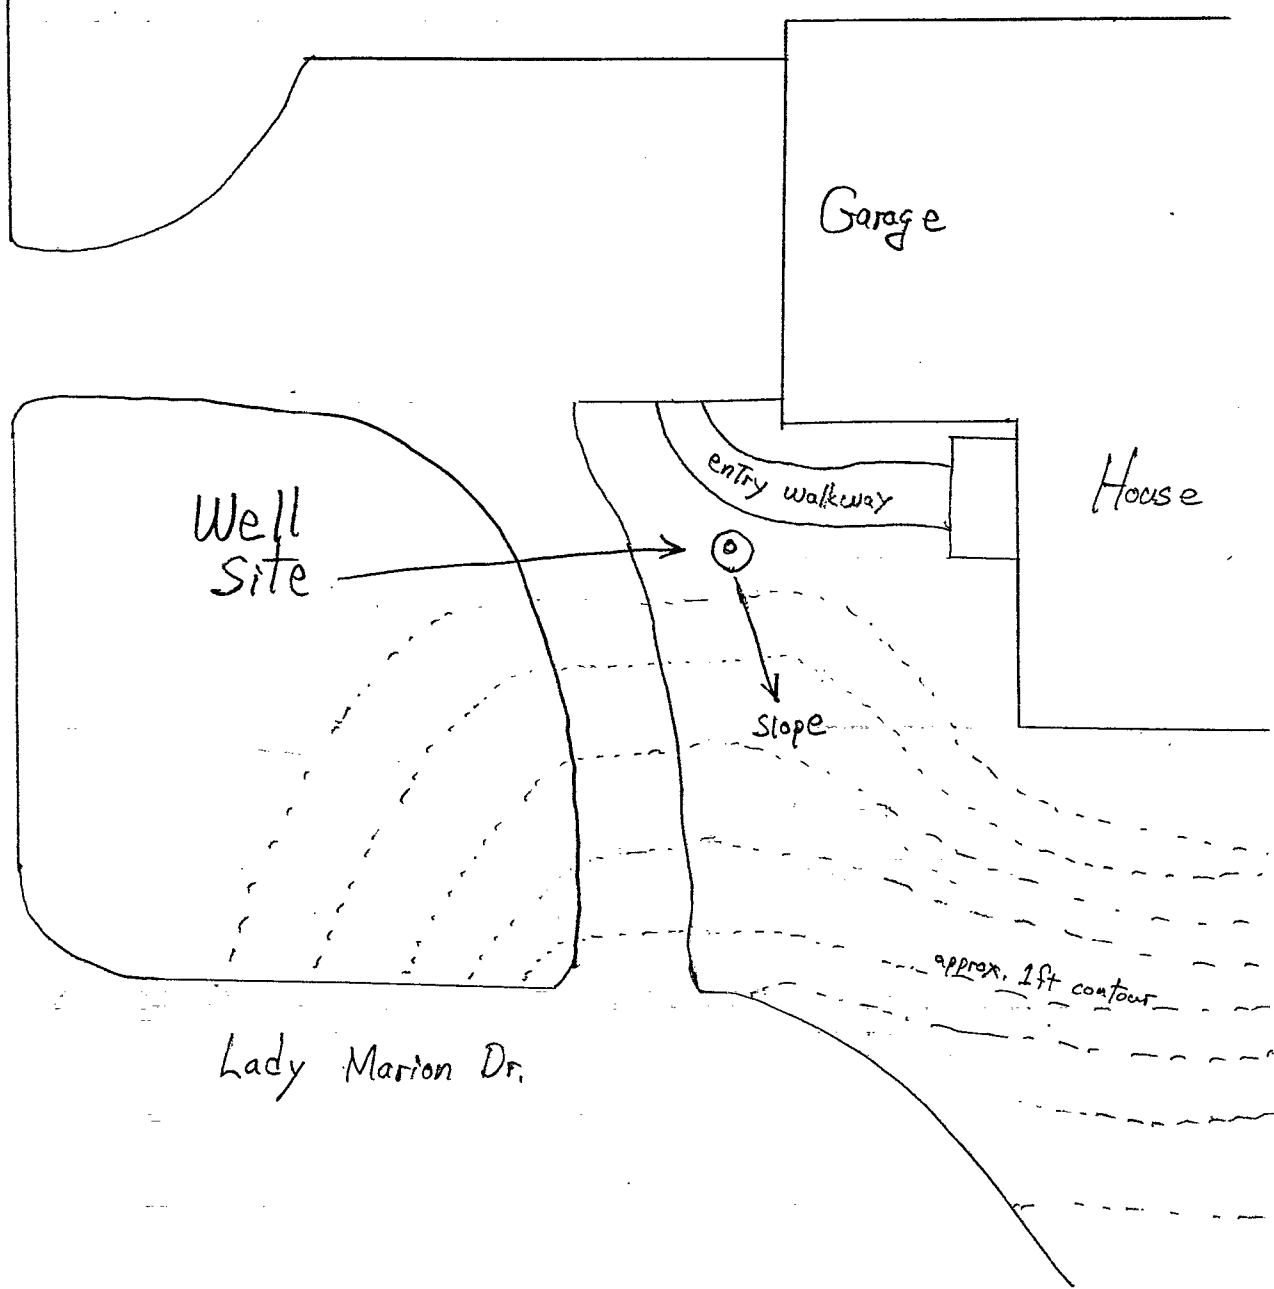 Garage
House
entry walkway
Well
Site
Slope
approx. 1ft contour
Lady Marion Dr.